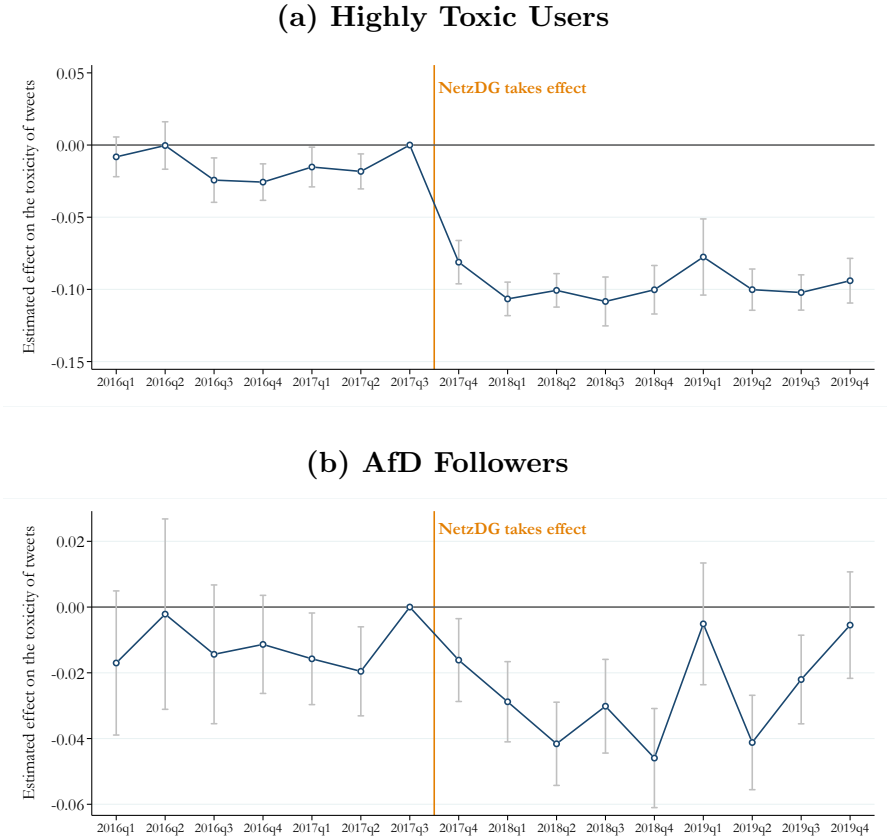 (a) Highly Toxic Users
Estimated effect on the toxicity of tweets
0.05
0.00
-0.05
-0.10
-0.15
NetzDG takes effect
2016q1 2016q2 2016q3 2016q4 2017q1 2017q2 2017q3 2017q4 2018q1 2018q2 2018q3 2018q4 2019q1 2019q2 2019q3 2019q4
(b) AfD Followers
Estimated effect on the toxicity of tweets
0.02
0.00
-0.02
-0.04
-0.06
NetzDG takes effect
2016q1 2016q2 2016q3 2016q4 2017q1 2017q2 2017q3 2017q4 2018q1 2018q2 2018q3 2018q4 2019q1 2019q2 2019q3 2019q4